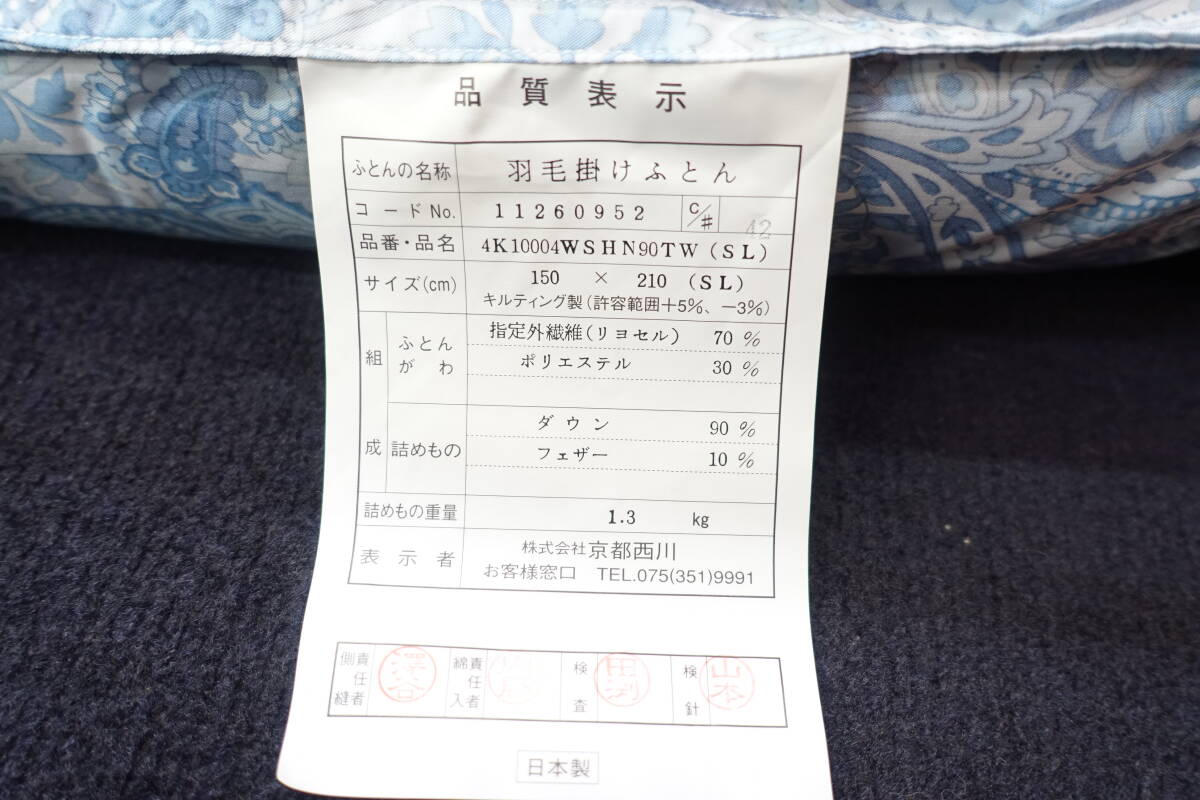 品質表示
ふとんの名称 羽毛掛けふとん
コードNo. 11260952 C/# 42
品番・品名 4K10004WSHN90TW (SL)
サイズ(cm) 150 × 210 (SL)
キルティング製(許容範囲+5%、−3%)
組成 ふとんがわ 指定外繊維(リヨセル) 70 %
ポリエステル 30 %
詰めもの ダウン 90 %
フェザー 10 %
詰めもの重量 1.3 kg
表示者 株式会社京都西川
お客様窓口 TEL.075(351)9991
側責任縫者 深谷 綿責任入者 検査 田渕 検針 山本
日本製